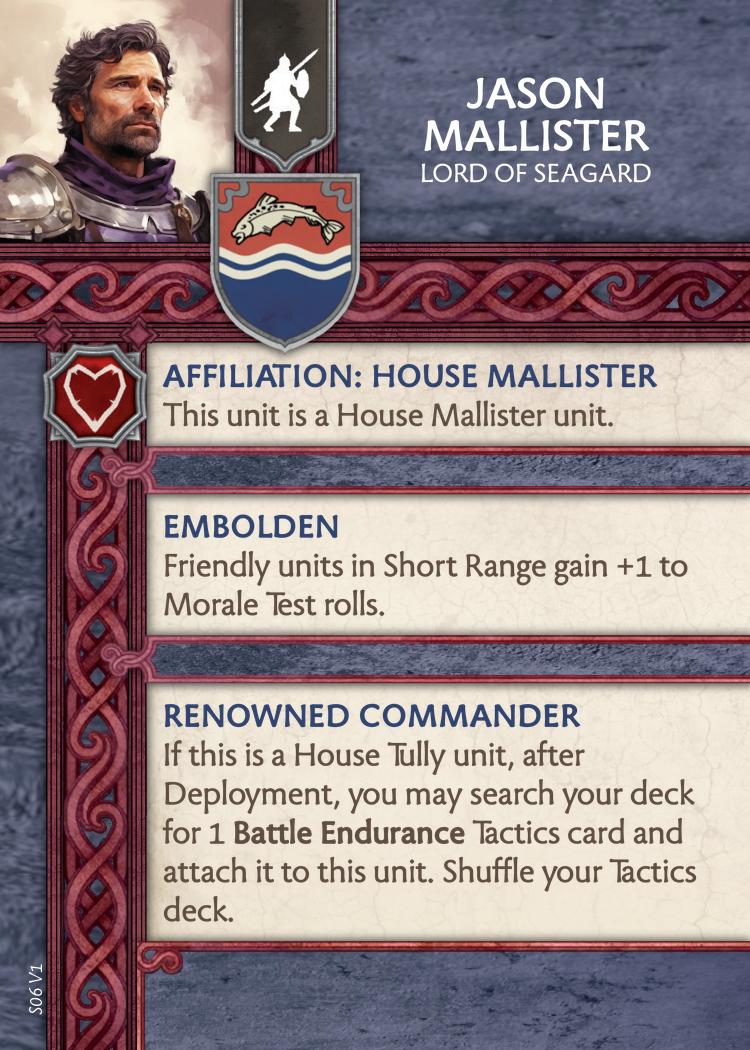 JASON
MALLISTER
LORD OF SEAGARD
AFFILIATION: HOUSE MALLISTER
This unit is a House Mallister unit.
EMBOLDEN
Friendly units in Short Range gain +1 to
Morale Test rolls.
RENOWNED COMMANDER
If this is a House Tully unit, after
Deployment, you may search your deck
for 1 Battle Endurance Tactics card and
attach it to this unit. Shuffle your Tactics
deck.
S06 V1